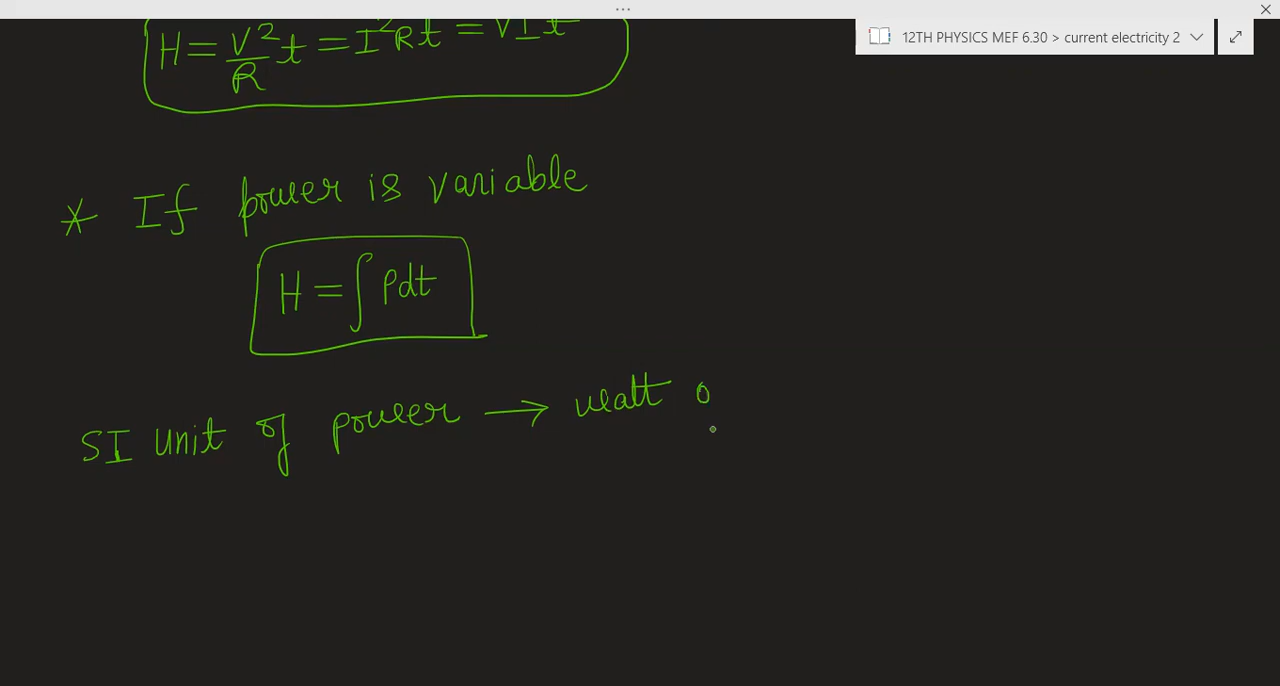 12TH PHYSICS MEF 6.30 > current electricity 2
H = V²/R t = I²Rt = VIt
* If power is variable
H = ∫ Pdt
SI unit of power → watt o